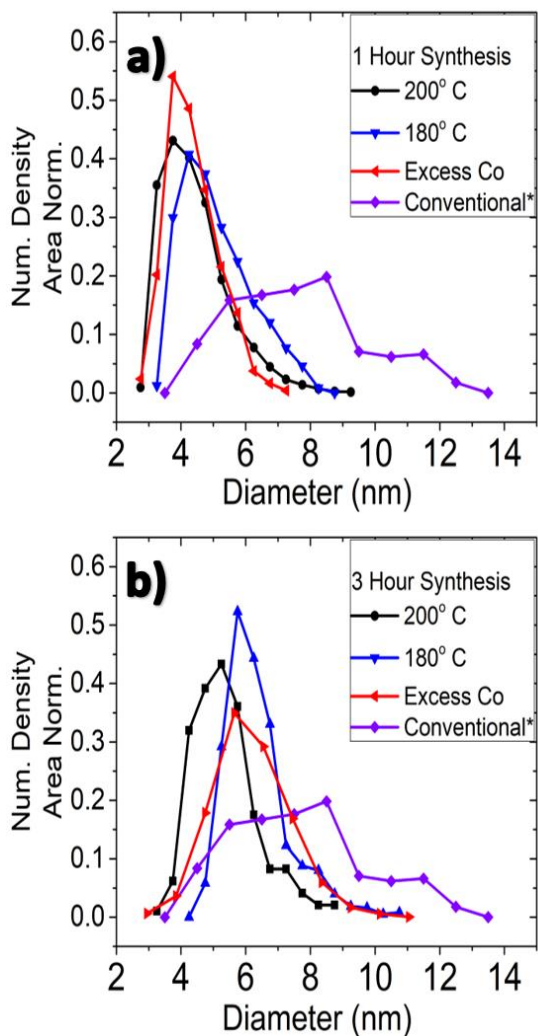 a)
1 Hour Synthesis
200° C
180° C
Excess Co
Conventional*
0.6
0.5
0.4
0.3
0.2
0.1
0.0
Num. Density
Area Norm.
2 4 6 8 10 12 14
Diameter (nm)
b)
3 Hour Synthesis
200° C
180° C
Excess Co
Conventional*
0.6
0.5
0.4
0.3
0.2
0.1
0.0
Num. Density
Area Norm.
2 4 6 8 10 12 14
Diameter (nm)